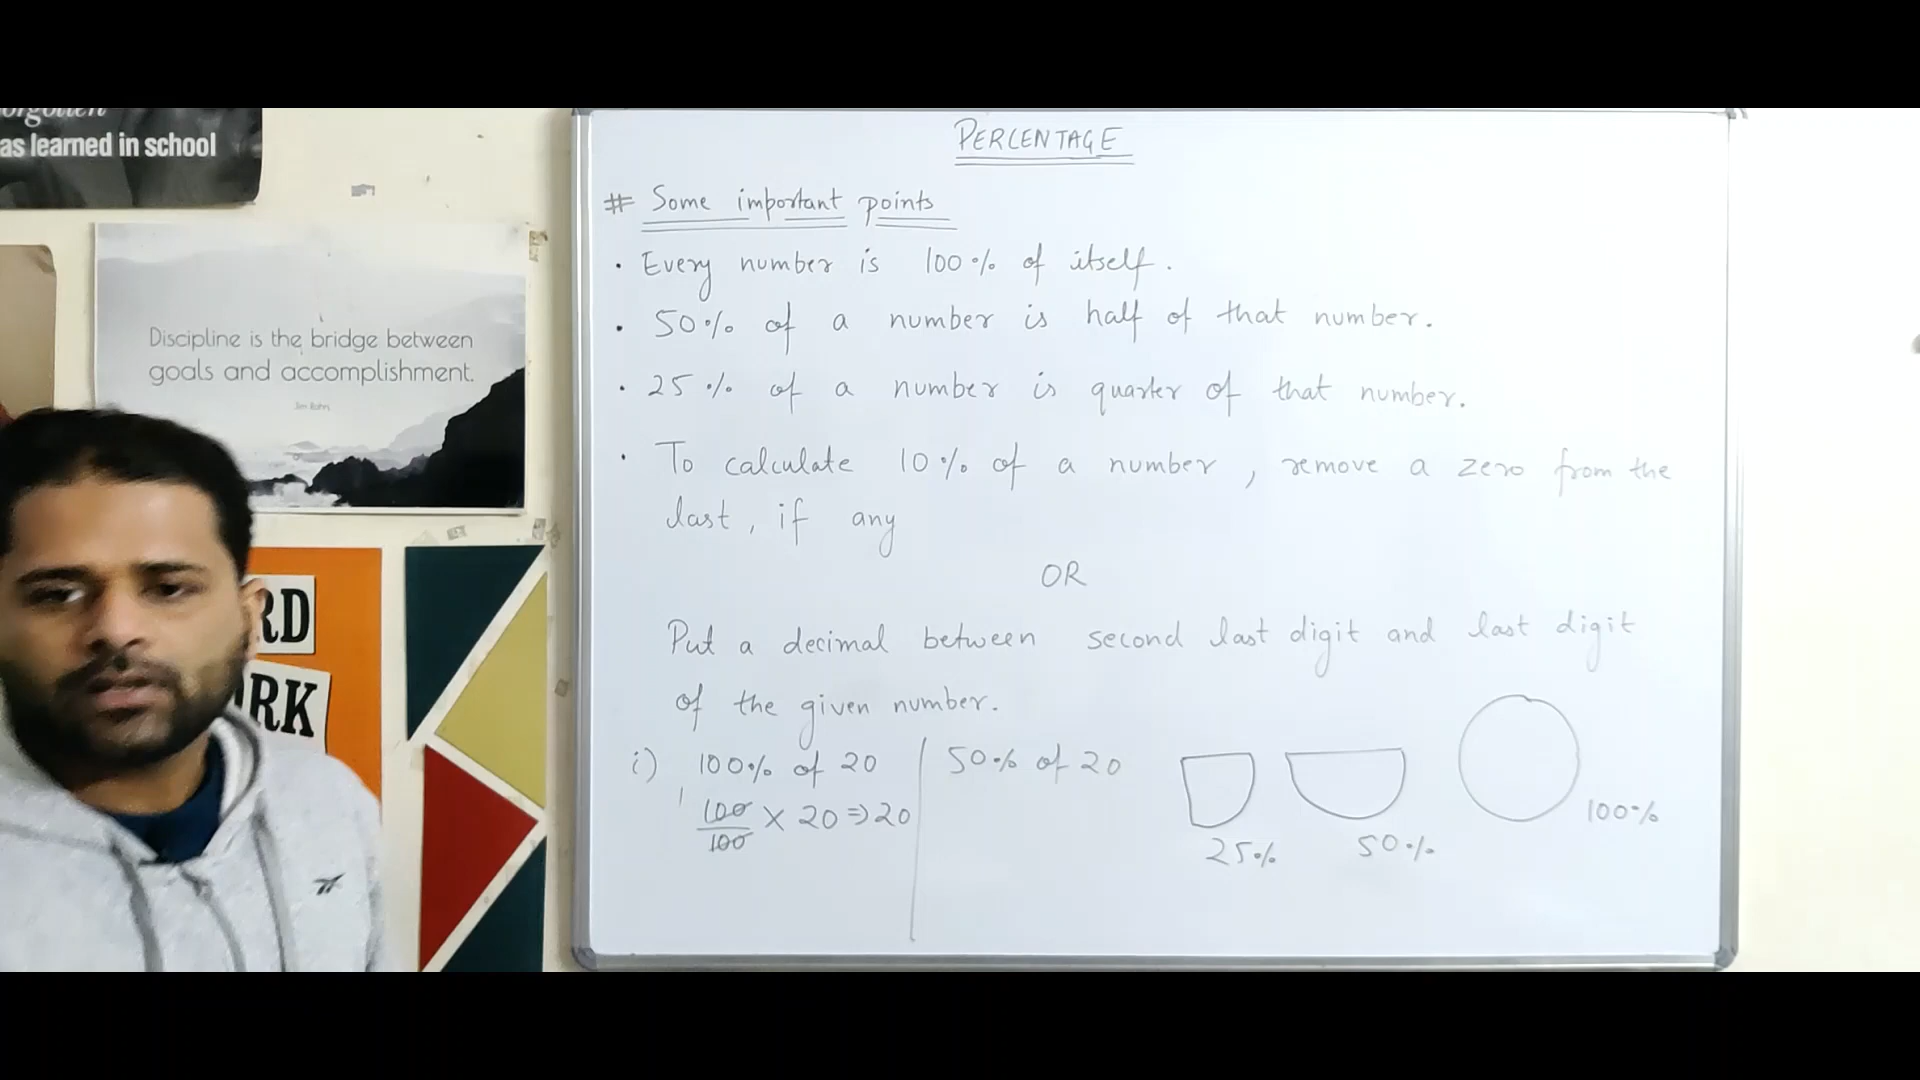 orgotten
as learned in school
Discipline is the bridge between
goals and accomplishment.
Jim Rohn
RD
RK
PERCENTAGE
# Some important points
· Every number is 100% of itself.
· 50% of a number is half of that number.
· 25% of a number is quarter of that number.
· To calculate 10% of a number, remove a zero from the
last, if any
OR
Put a decimal between second last digit and last digit
of the given number.
i) 100% of 20
1 100/100 × 20 ⇒ 20
50% of 20
25%
50%
100%